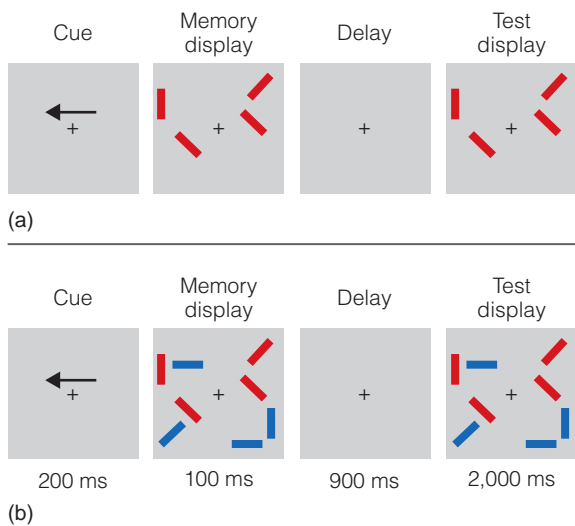 Cue
Memory
display
Delay
Test
display
(a)
Cue
Memory
display
Delay
Test
display
200 ms
100 ms
900 ms
2,000 ms
(b)